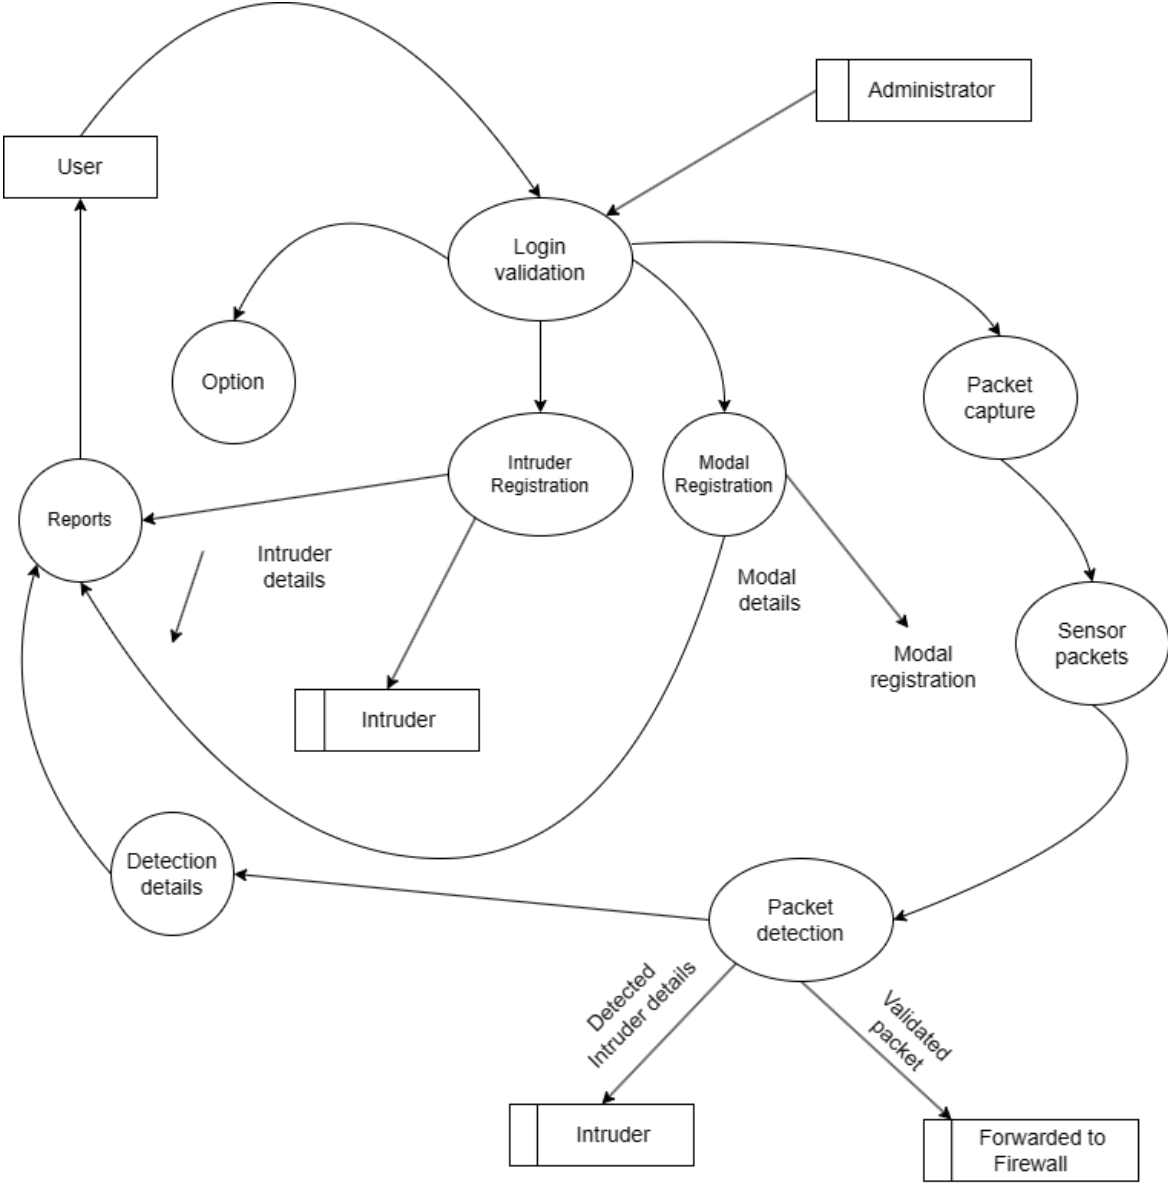 Administrator
User
Login
validation
Option
Packet
capture
Intruder
Registration
Modal
Registration
Reports
Intruder
details
Modal
details
Sensor
packets
Modal
registration
Intruder
Detection
details
Packet
detection
Detected
Intruder details
Validated
packet
Intruder
Forwarded to
Firewall